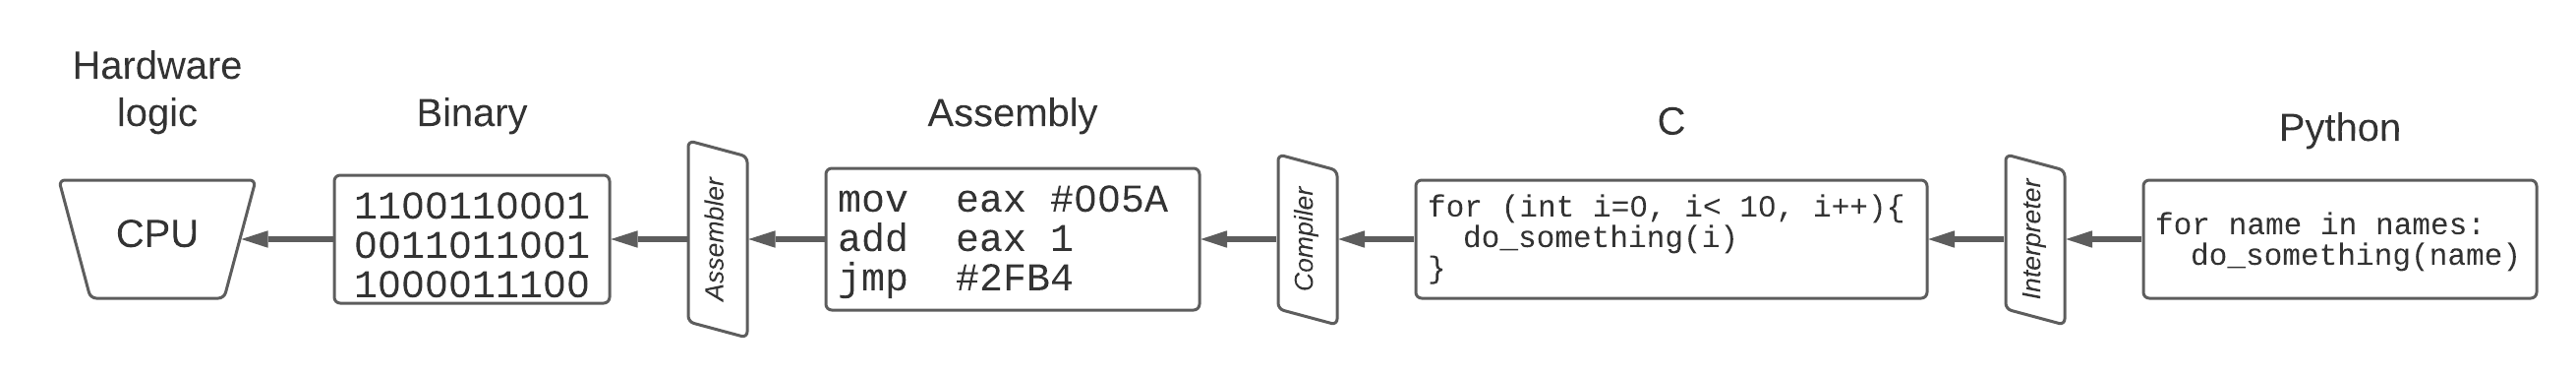 Hardware
logic
CPU
Binary
1100110001
0011011001
1000011100
Assembler
Assembly
mov  eax #005A
add  eax 1
jmp  #2FB4
Compiler
C
for (int i=0, i< 10, i++){
  do_something(i)
}
Interpreter
Python
for name in names:
  do_something(name)